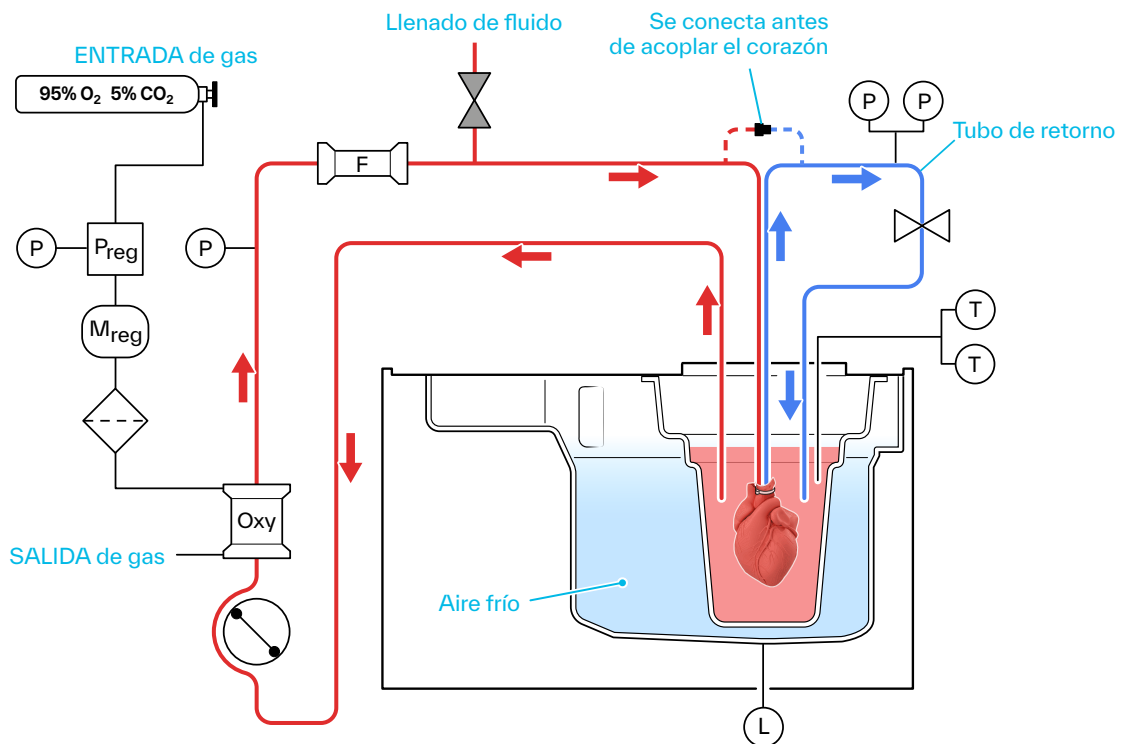 Llenado de fluido
Se conecta antes
de acoplar el corazón
ENTRADA de gas
95% O₂ 5% CO₂
P
P
Tubo de retorno
F
P
Preg
P
Mreg
T
T
Oxy
SALIDA de gas
Aire frío
L